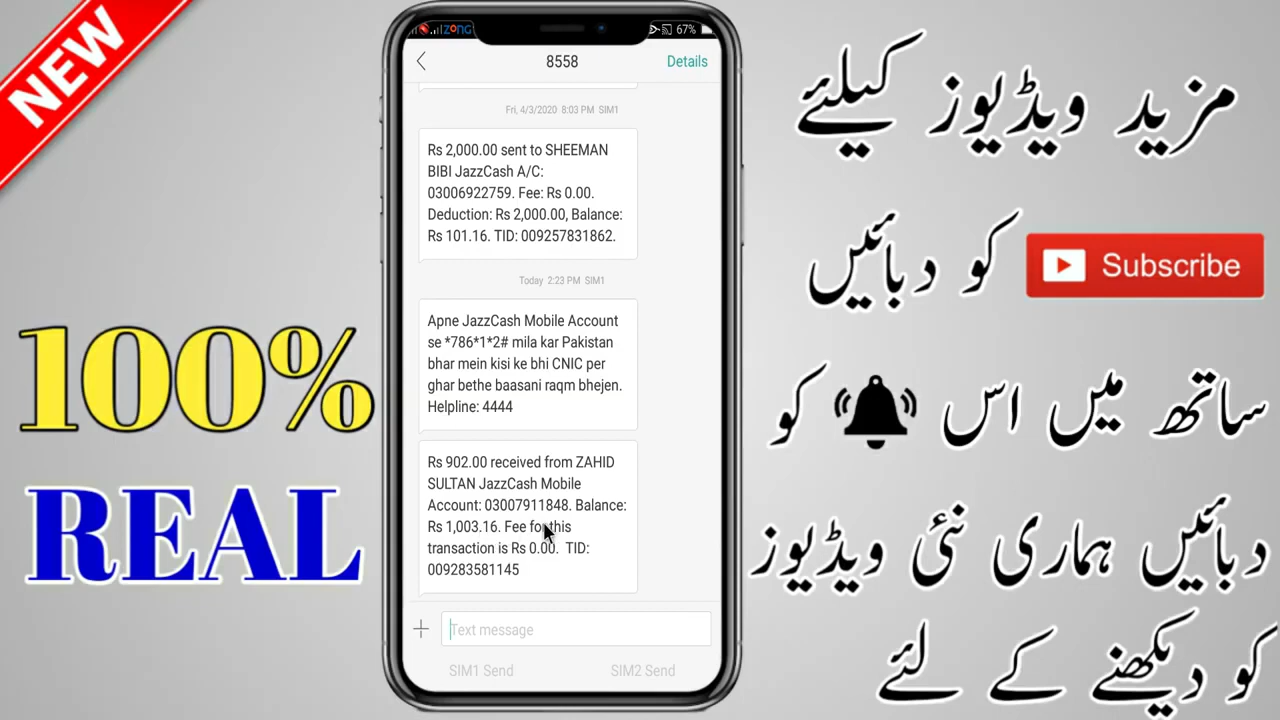 NEW
100%
REAL
ZONG
67%
8558
Details
Fri, 4/3/2020 8:03 PM SIM1
Rs 2,000.00 sent to SHEEMAN
BIBI JazzCash A/C:
03006922759. Fee: Rs 0.00.
Deduction: Rs 2,000.00, Balance:
Rs 101.16. TID: 009257831862.
Today 2:23 PM SIM1
Apne JazzCash Mobile Account
se *786*1*2# mila kar Pakistan
bhar mein kisi ke bhi CNIC per
ghar bethe baasani raqm bhejen.
Helpline: 4444
Rs 902.00 received from ZAHID
SULTAN JazzCash Mobile
Account: 03007911848. Balance:
Rs 1,003.16. Fee for this
transaction is Rs 0.00. TID:
009283581145
Text message
SIM1 Send
SIM2 Send
مزید ویڈیوز کیلئے
Subscribe کو دبائیں
ساتھ میں اس کو
دبائیں ہماری نئی ویڈیوز
کو دیکھنے کے لئے